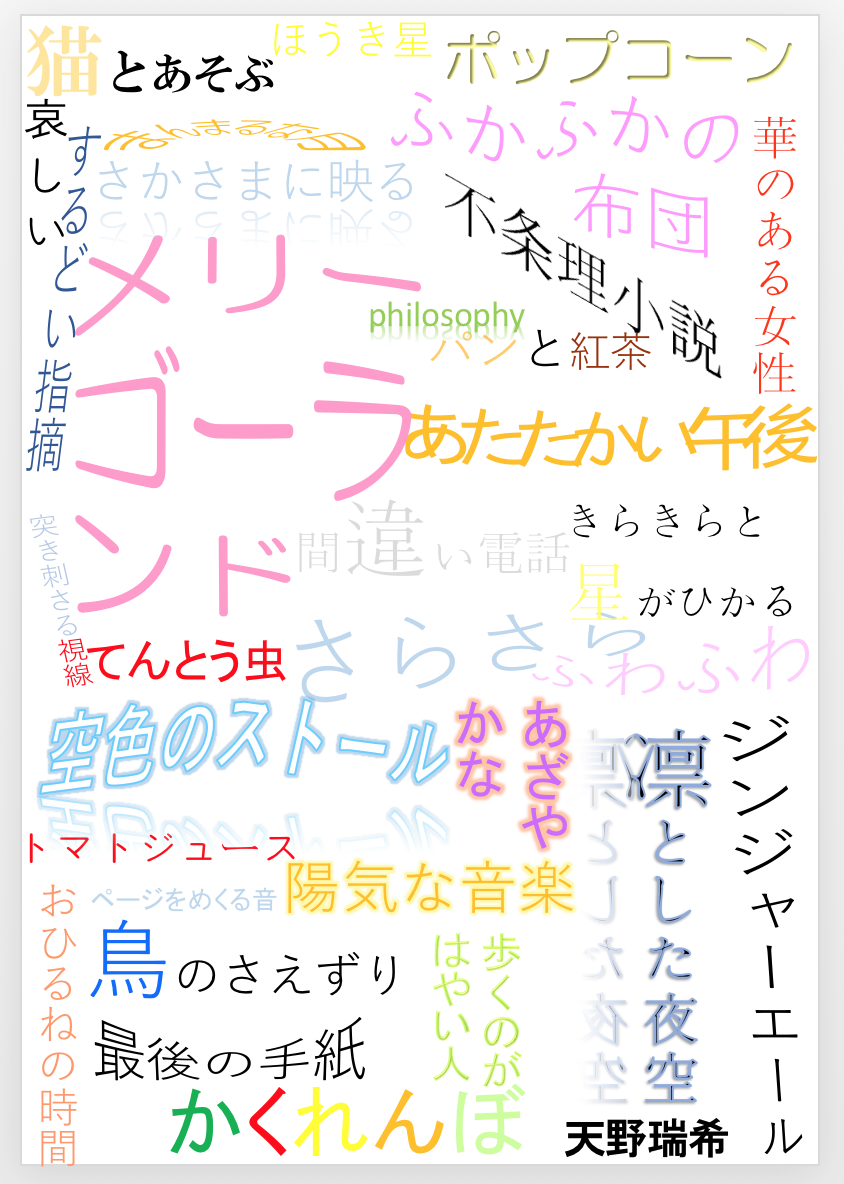 猫とあそぶ
ほうき星
ポップコーン
哀しい
するどい指摘
まんまるな月
さかさまに映る
ふかふかの
布団
不条理小説
華のある女性
メリー
ゴーラ
ンド
philosophy
パンと紅茶
あたたかい午後
間違い電話
きらきらと
星がひかる
突き刺さる
視線
てんとう虫
さらさら
ふわふわ
空色のストール
あざや
かな
凛とした夜空
ジンジャーエール
トマトジュース
陽気な音楽
おひるねの時間
ページをめくる音
鳥のさえずり
歩くのが
はやい人
最後の手紙
かくれんぼ
天野瑞希